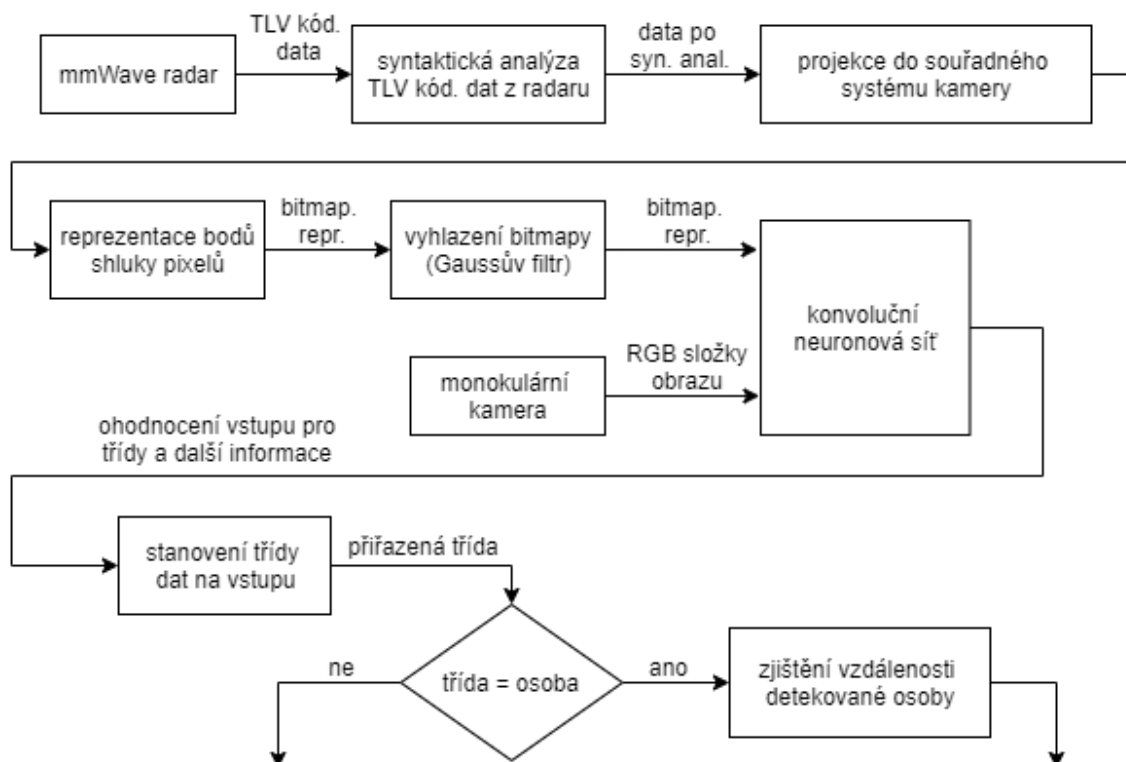 TLV kód.
data
data po
syn. anal.
mmWave radar
syntaktická analýza
TLV kód. dat z radaru
projekce do souřadného
systému kamery
bitmap.
repr.
bitmap.
repr.
reprezentace bodů
shluky pixelů
vyhlazení bitmapy
(Gaussův filtr)
konvoluční
neuronová síť
RGB složky
obrazu
monokulární
kamera
ohodnocení vstupu pro
třídy a další informace
stanovení třídy
dat na vstupu
přiřazená třída
ne
třída = osoba
ano
zjištění vzdálenosti
detekované osoby